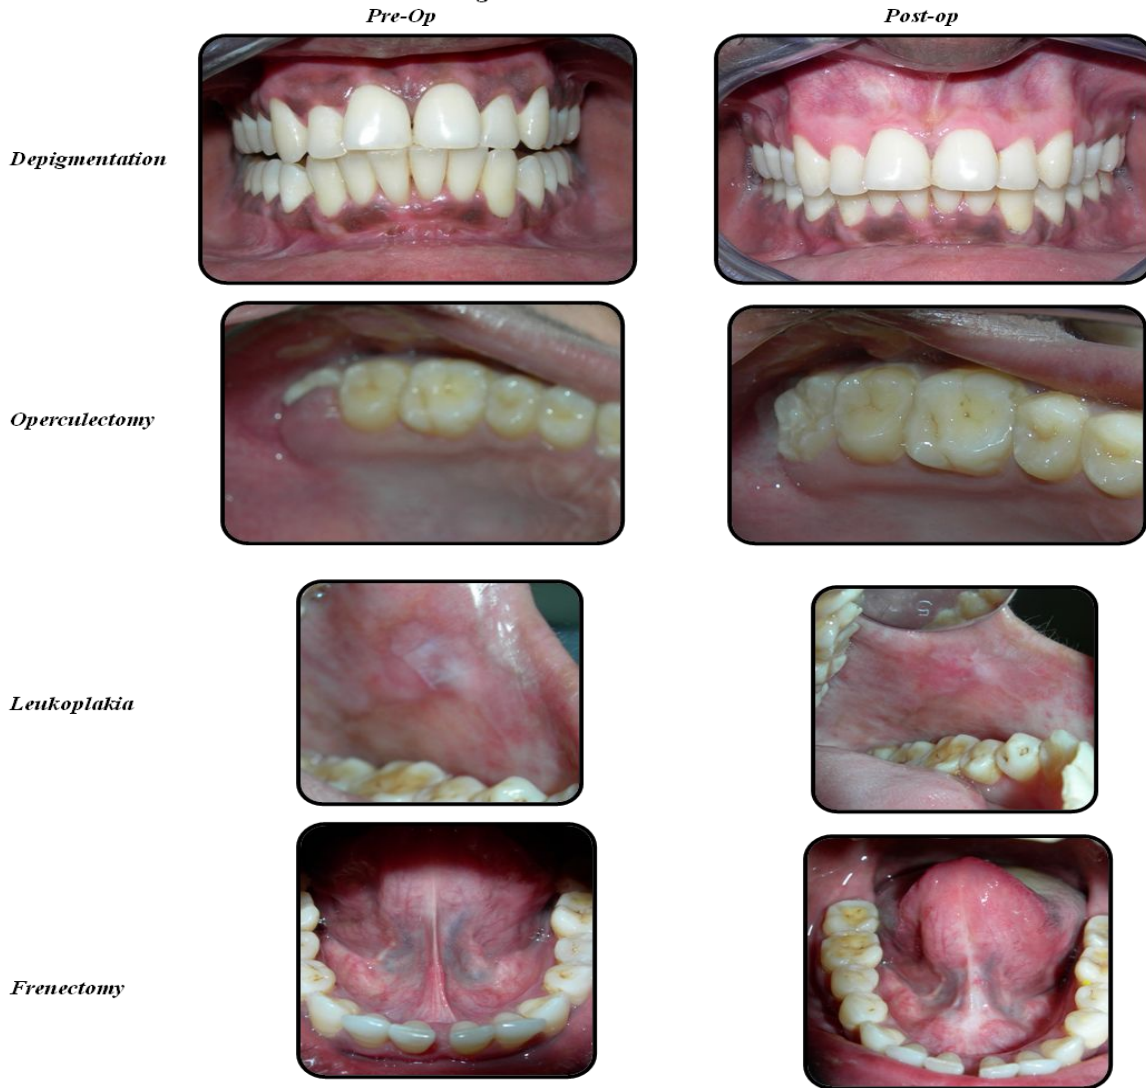 Pre-Op
Post-op
Depigmentation
Operculectomy
Leukoplakia
Frenectomy